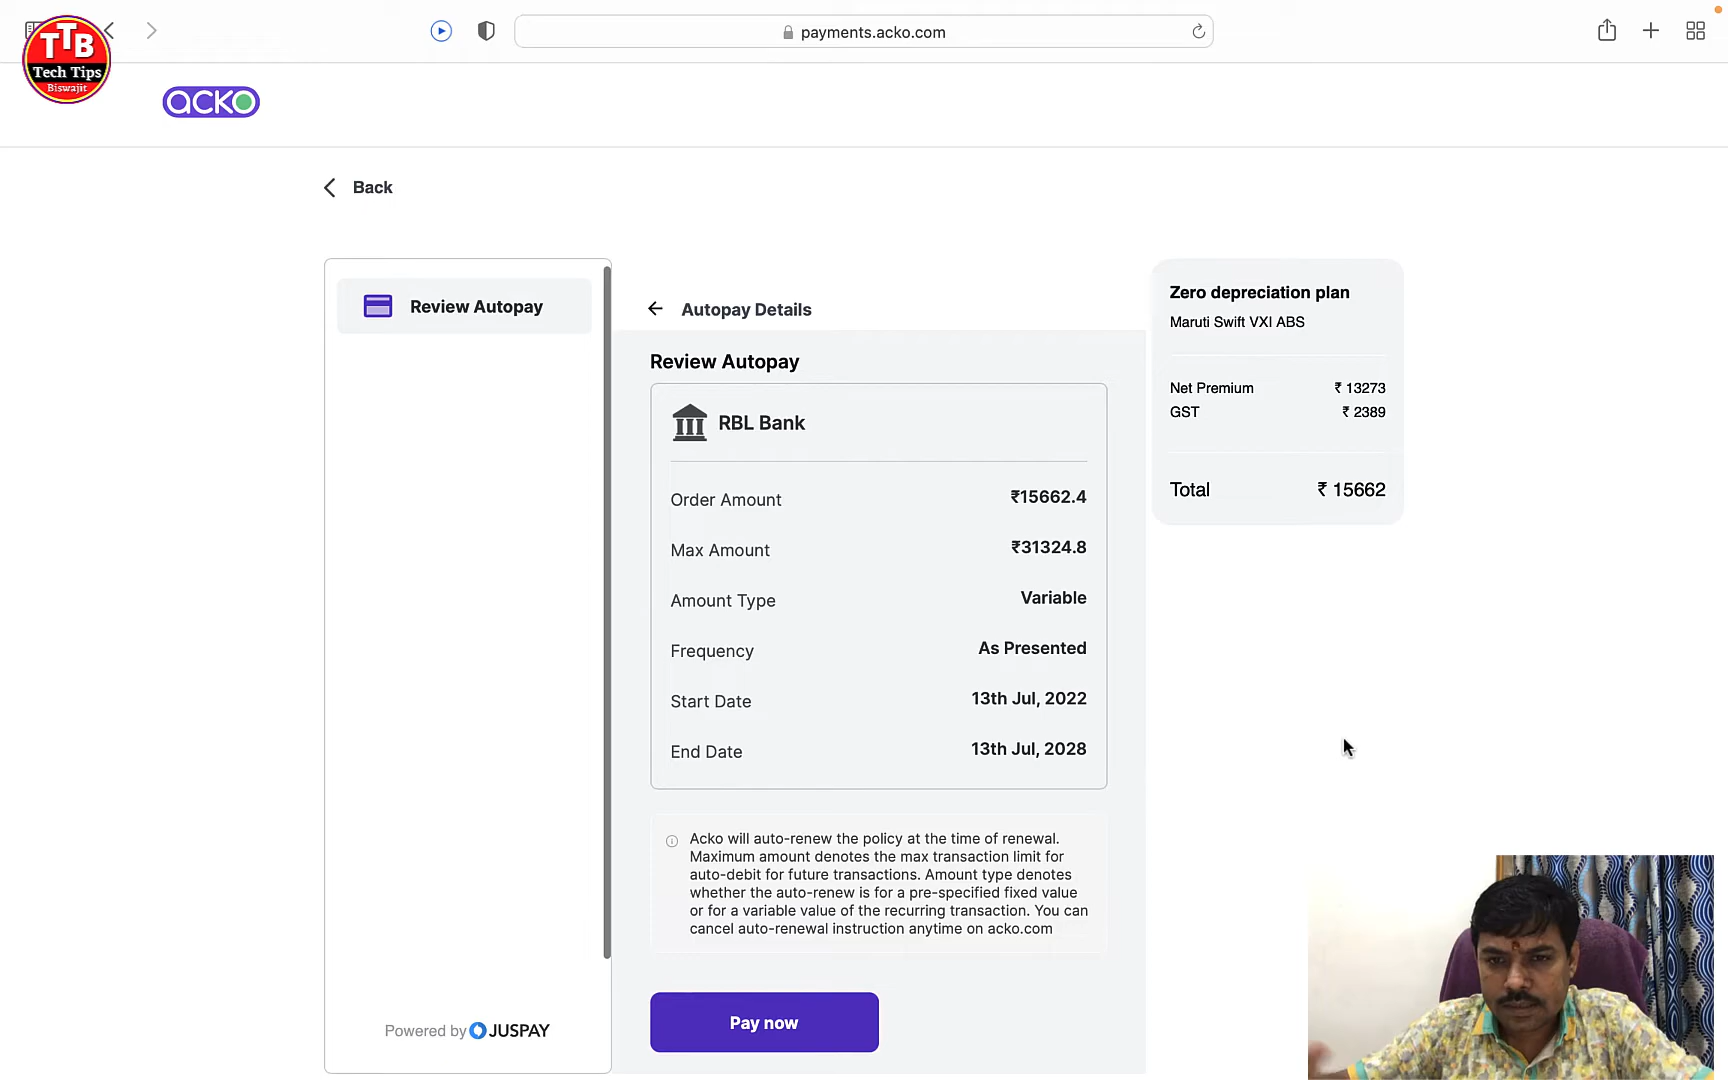 TTB
Tech Tips
Biswajit
payments.acko.com
acko
Back
Review Autopay
Powered by JUSPAY
Autopay Details
Review Autopay
RBL Bank
Order Amount ₹15662.4
Max Amount ₹31324.8
Amount Type Variable
Frequency As Presented
Start Date 13th Jul, 2022
End Date 13th Jul, 2028
Acko will auto-renew the policy at the time of renewal.
Maximum amount denotes the max transaction limit for
auto-debit for future transactions. Amount type denotes
whether the auto-renew is for a pre-specified fixed value
or for a variable value of the recurring transaction. You can
cancel auto-renewal instruction anytime on acko.com
Pay now
Zero depreciation plan
Maruti Swift VXI ABS
Net Premium ₹ 13273
GST ₹ 2389
Total ₹ 15662